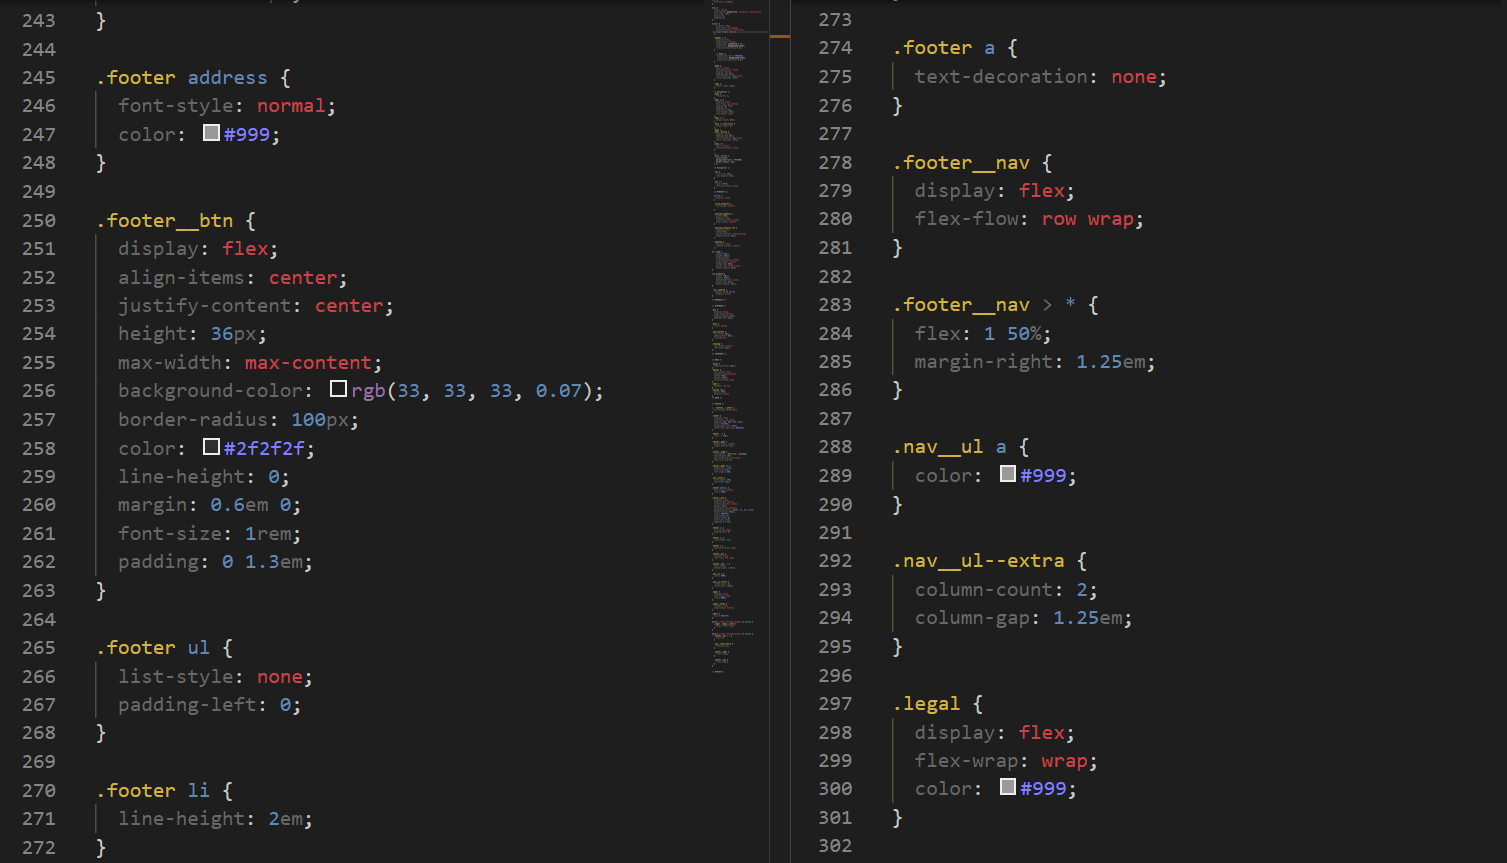 243 }
244
245 .footer address {
246 font-style: normal;
247 color: #999;
248 }
249
250 .footer__btn {
251 display: flex;
252 align-items: center;
253 justify-content: center;
254 height: 36px;
255 max-width: max-content;
256 background-color: rgb(33, 33, 33, 0.07);
257 border-radius: 100px;
258 color: #2f2f2f;
259 line-height: 0;
260 margin: 0.6em 0;
261 font-size: 1rem;
262 padding: 0 1.3em;
263 }
264
265 .footer ul {
266 list-style: none;
267 padding-left: 0;
268 }
269
270 .footer li {
271 line-height: 2em;
272 }
273
274 .footer a {
275 text-decoration: none;
276 }
277
278 .footer__nav {
279 display: flex;
280 flex-flow: row wrap;
281 }
282
283 .footer__nav > * {
284 flex: 1 50%;
285 margin-right: 1.25em;
286 }
287
288 .nav__ul a {
289 color: #999;
290 }
291
292 .nav__ul--extra {
293 column-count: 2;
294 column-gap: 1.25em;
295 }
296
297 .legal {
298 display: flex;
299 flex-wrap: wrap;
300 color: #999;
301 }
302